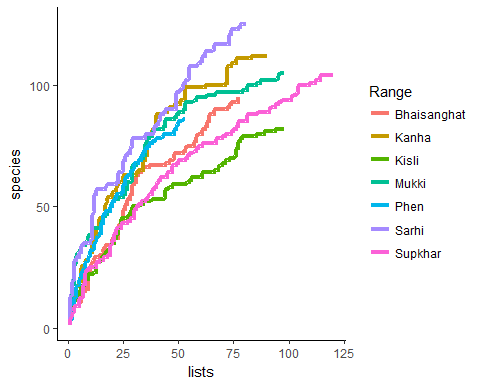 species
100
50
0
0
25
50
75
100
125
lists
Range
Bhaisanghat
Kanha
Kisli
Mukki
Phen
Sarhi
Supkhar